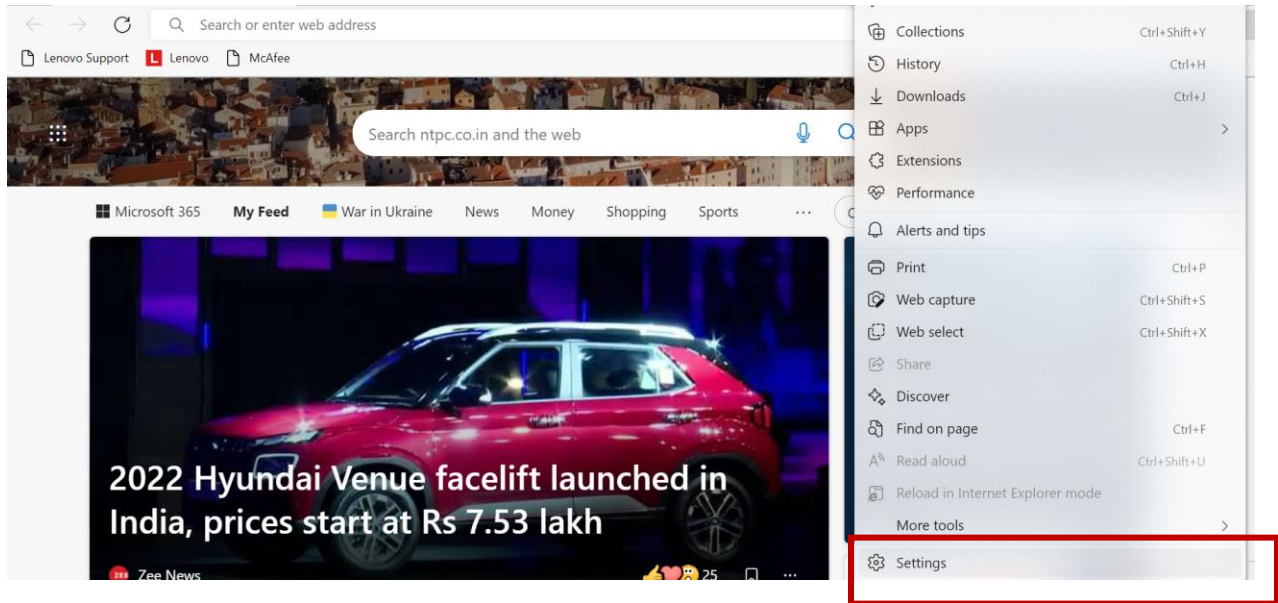 Search or enter web address
Lenovo Support L Lenovo McAfee
Search ntpc.co.in and the web
Microsoft 365 My Feed War in Ukraine News Money Shopping Sports ...
2022 Hyundai Venue facelift launched in
India, prices start at Rs 7.53 lakh
ZEE Zee News 25 ...
Collections Ctrl+Shift+Y
History Ctrl+H
Downloads Ctrl+J
Apps
Extensions
Performance
Alerts and tips
Print Ctrl+P
Web capture Ctrl+Shift+S
Web select Ctrl+Shift+X
Share
Discover
Find on page Ctrl+F
Read aloud Ctrl+Shift+U
Reload in Internet Explorer mode
More tools
Settings